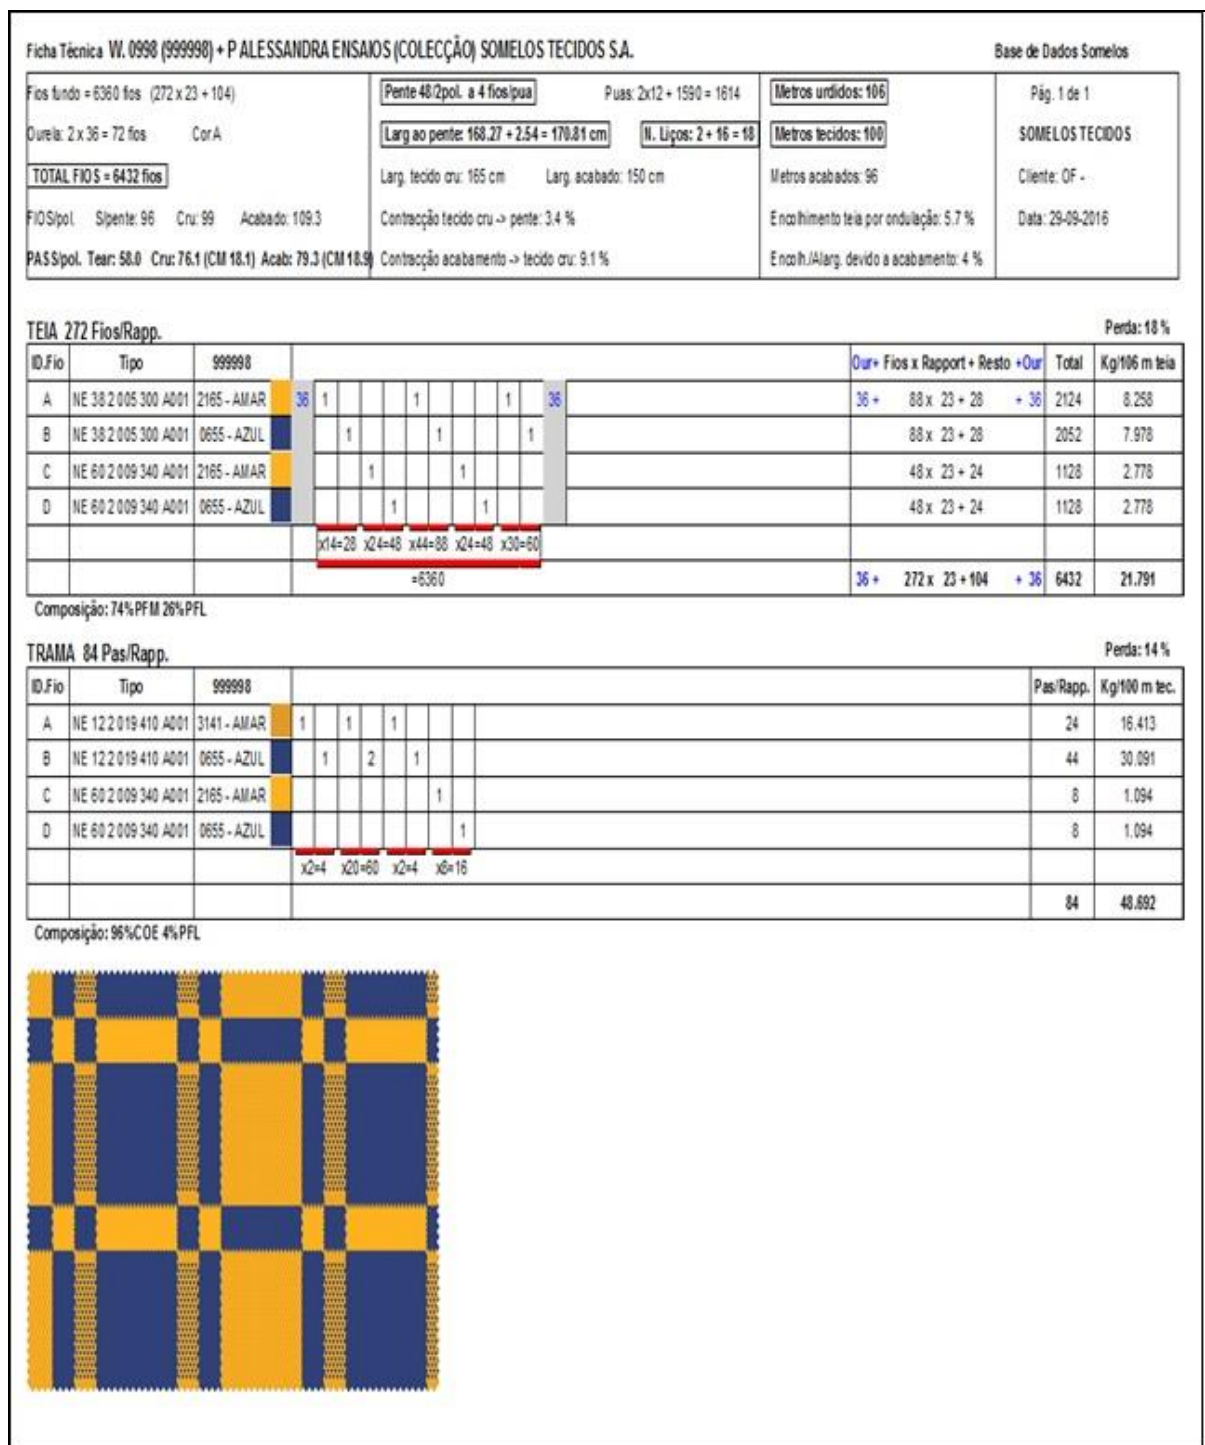 Ficha Técnica W. 0998 (999998) + P ALESSANDRA ENSAIOS (COLECÇÃO) SOMELOS TECIDOS S.A. Base de Dados Somelos
Fios fundo = 6360 fios (272 x 23 + 104) Pente 48/2pol. a 4 fios/pua Puas: 2x12 + 1590 = 1614 Metros urdidos: 106 Pág. 1 de 1
Ourela: 2 x 36 = 72 fios Cor A Larg ao pente: 168.27 + 2.54 = 170.81 cm N. Liços: 2 + 16 = 18 Metros tecidos: 100 SOMELOS TECIDOS
TOTAL FIOS = 6432 fios Larg. tecido cru: 165 cm Larg. acabado: 150 cm Metros acabados: 96 Cliente: OF -
FIOS/pol. S/pente: 96 Cru: 99 Acabado: 109.3 Contracção tecido cru -> pente: 3.4 % Encolhimento teia por ondulação: 5.7 % Data: 29-09-2016
PASS/pol. Tear: 58.0 Cru: 76.1 (CM 18.1) Acab: 79.3 (CM 18.9) Contracção acabamento -> tecido cru: 9.1 % Encolh./Alarg. devido a acabamento: 4 %
TEIA 272 Fios/Rapp. Perda: 18 %
ID.Fio Tipo 999998 Our+ Fios x Rapport + Resto +Our Total Kg/106 m teia
A NE 38 2 005 300 A001 2165 - AMAR 36 1 1 1 36 36 + 88 x 23 + 28 + 36 2124 8.258
B NE 38 2 005 300 A001 0655 - AZUL 1 1 1 88 x 23 + 28 2052 7.978
C NE 60 2 009 340 A001 2165 - AMAR 1 1 48 x 23 + 24 1128 2.778
D NE 60 2 009 340 A001 0655 - AZUL 1 1 48 x 23 + 24 1128 2.778
x14=28 x24=48 x44=88 x24=48 x30=60
=6360 36 + 272 x 23 + 104 + 36 6432 21.791
Composição: 74%PFM 26%PFL
TRAMA 84 Pas/Rapp. Perda: 14 %
ID.Fio Tipo 999998 Pas/Rapp. Kg/100 m tec.
A NE 12 2 019 410 A001 3141 - AMAR 1 1 1 24 16.413
B NE 12 2 019 410 A001 0655 - AZUL 1 2 1 44 30.091
C NE 60 2 009 340 A001 2165 - AMAR 1 8 1.094
D NE 60 2 009 340 A001 0655 - AZUL 1 8 1.094
x2=4 x20=60 x2=4 x8=16
84 48.692
Composição: 96%COE 4%PFL